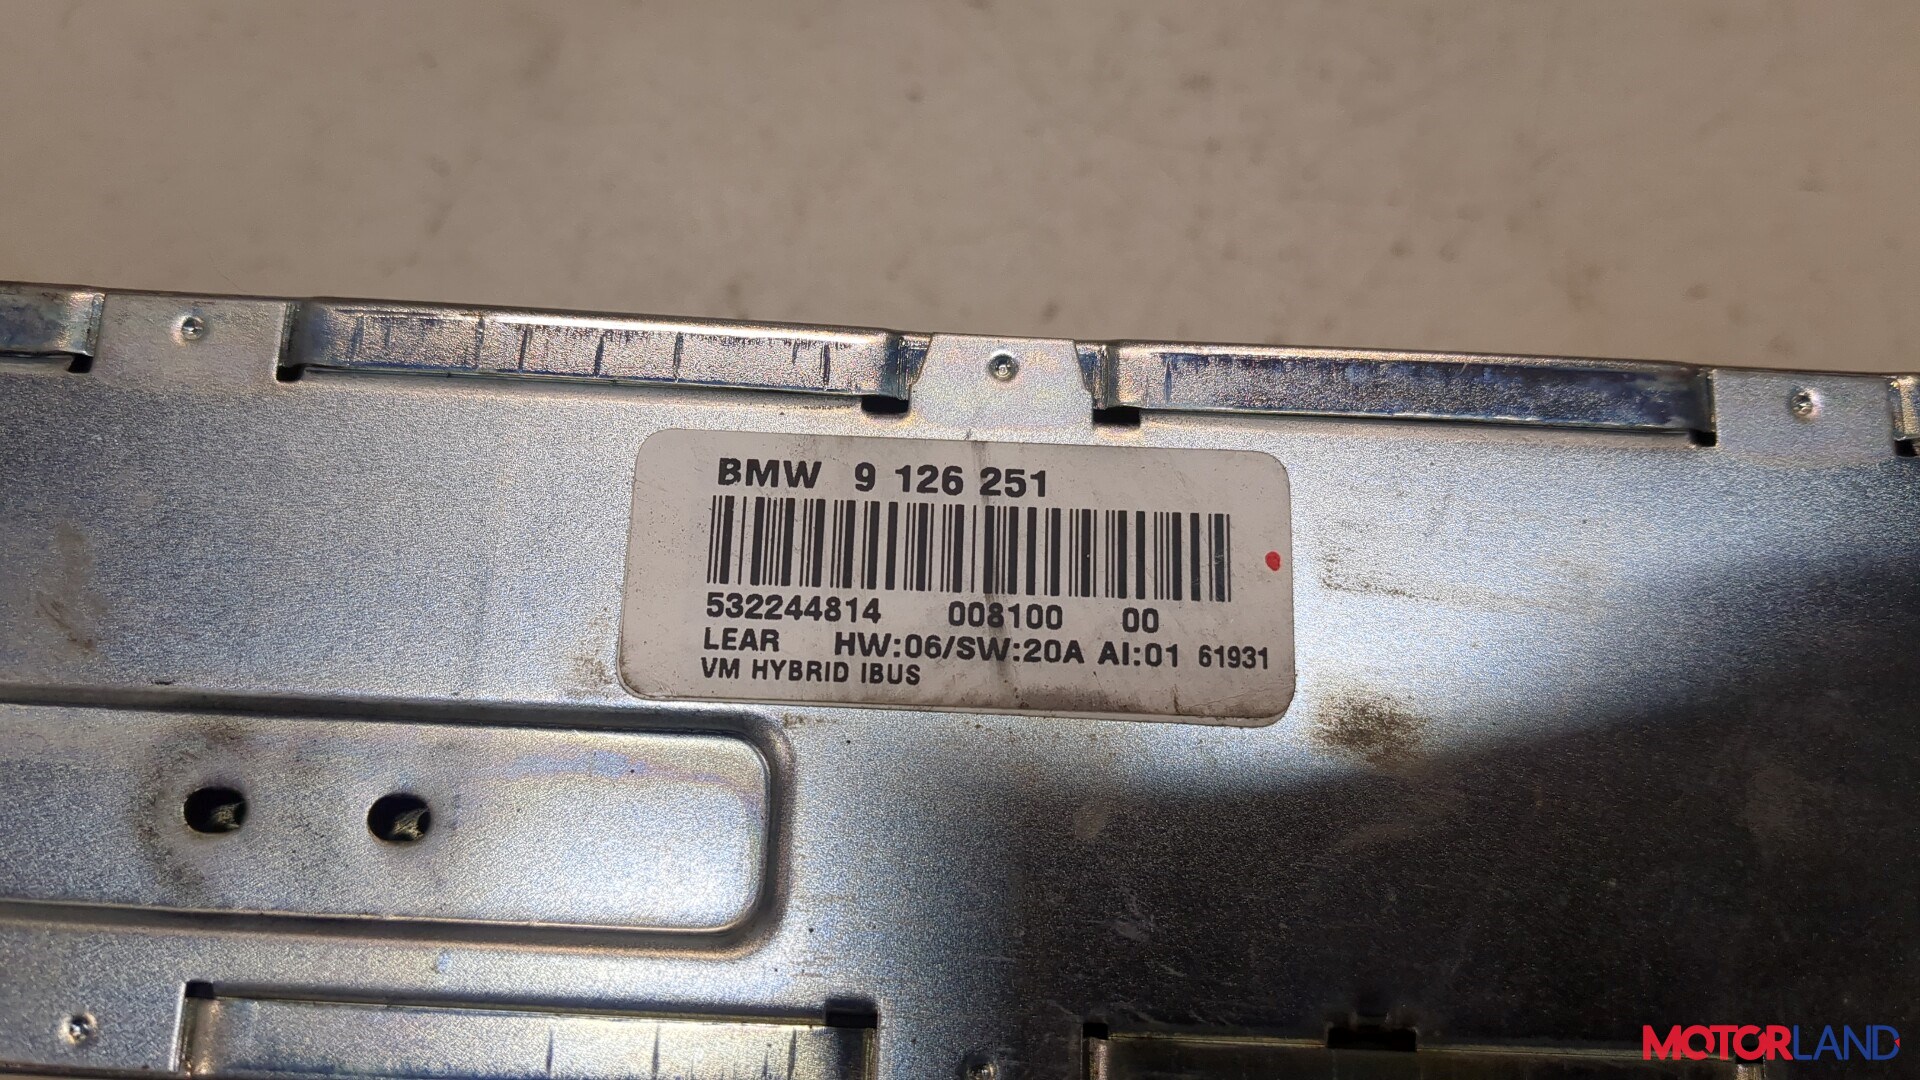 BMW 9 126 251
532244814 008100 00
LEAR HW:06/SW:20A AI:01 61931
VM HYBRID IBUS
MOTORLAND